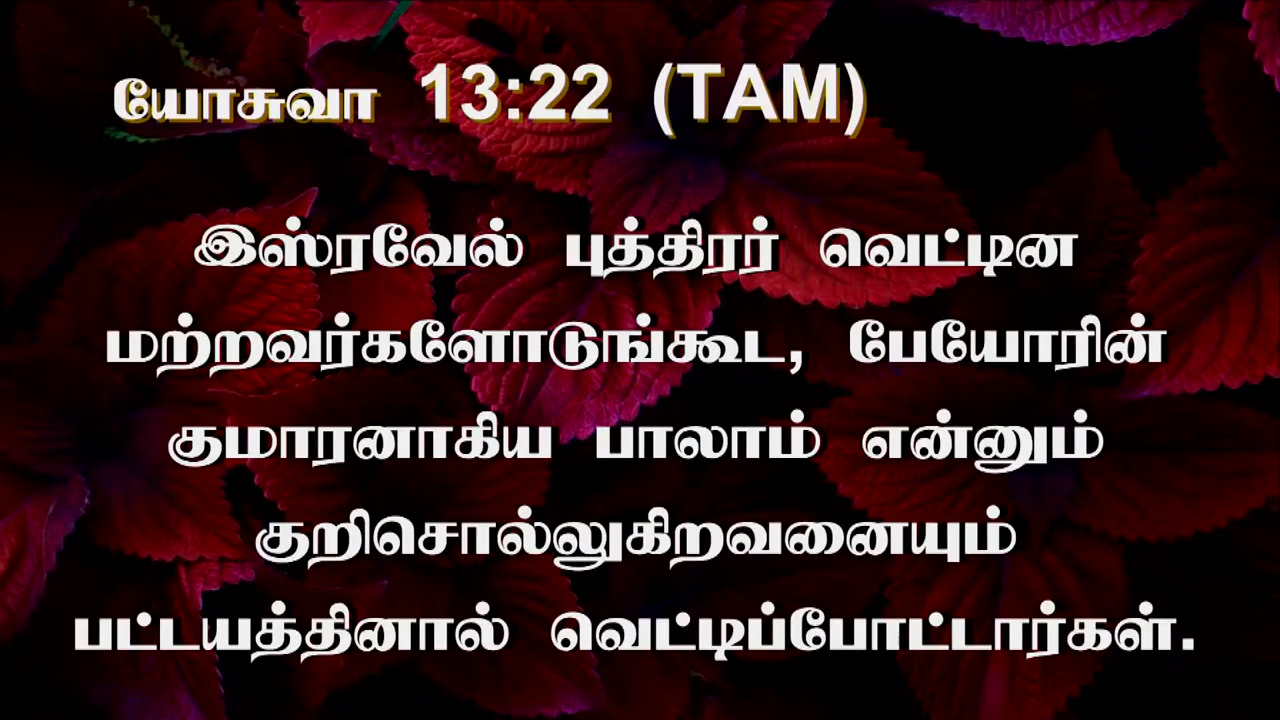 யோசுவா 13:22 (TAM)
இஸ்ரவேல் புத்திரர் வெட்டின
மற்றவர்களோடுங்கூட, பேயோரின்
குமாரனாகிய பாலாம் என்னும்
குறிசொல்லுகிறவனையும்
பட்டயத்தினால் வெட்டிப்போட்டார்கள்.